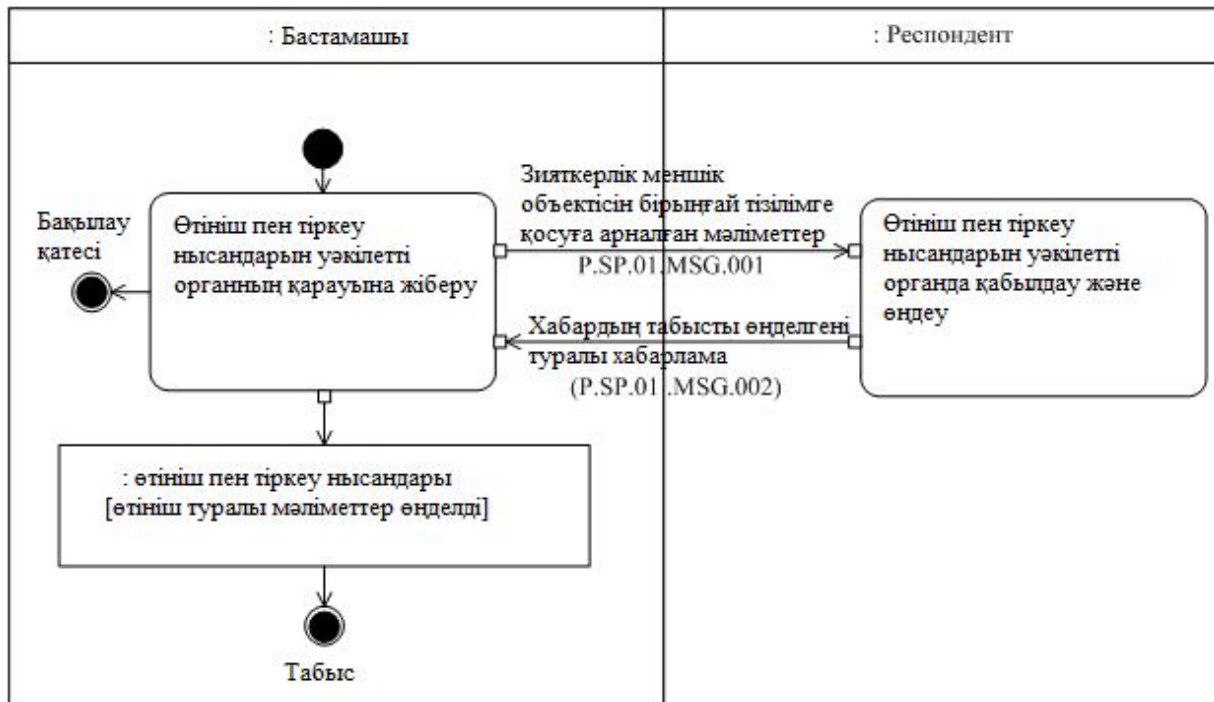 : Бастамашы
: Респондент
Бақылау
қатесі
Өтініш пен тіркеу
нысандарын уәкілетті
органның қарауына жіберу
Зияткерлік меншік
объектісін бірыңғай тізілімге
қосуға арналған мәліметтер
P.SP.01.MSG.001
Хабардың табысты өңделгені
туралы хабарлама
(P.SP.01.MSG.002)
Өтініш пен тіркеу
нысандарын уәкілетті
органда қабылдау және
өңдеу
: өтініш пен тіркеу нысандары
[өтініш туралы мәліметтер өңделді]
Табыс